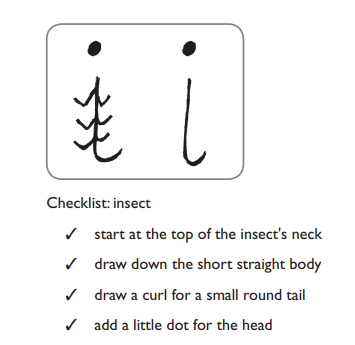 i
Checklist: insect
✓ start at the top of the insect's neck
✓ draw down the short straight body
✓ draw a curl for a small round tail
✓ add a little dot for the head